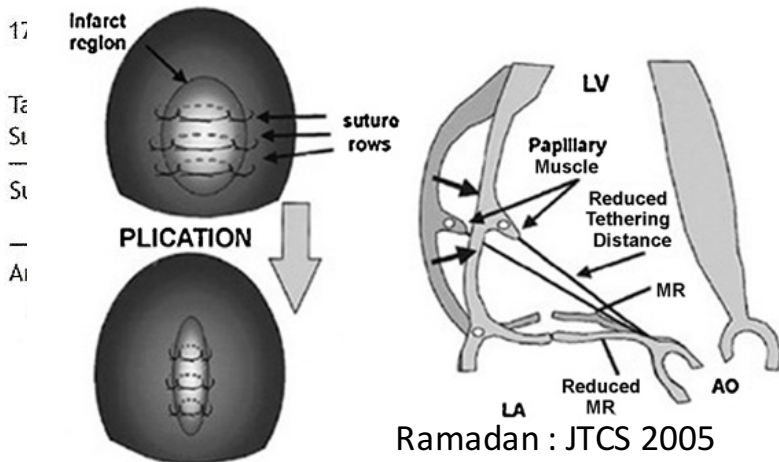 Infarct
region
suture
rows
PLICATION
LV
Papillary
Muscle
Reduced
Tethering
Distance
MR
Reduced
MR
LA
AO
Ramadan : JTCS 2005